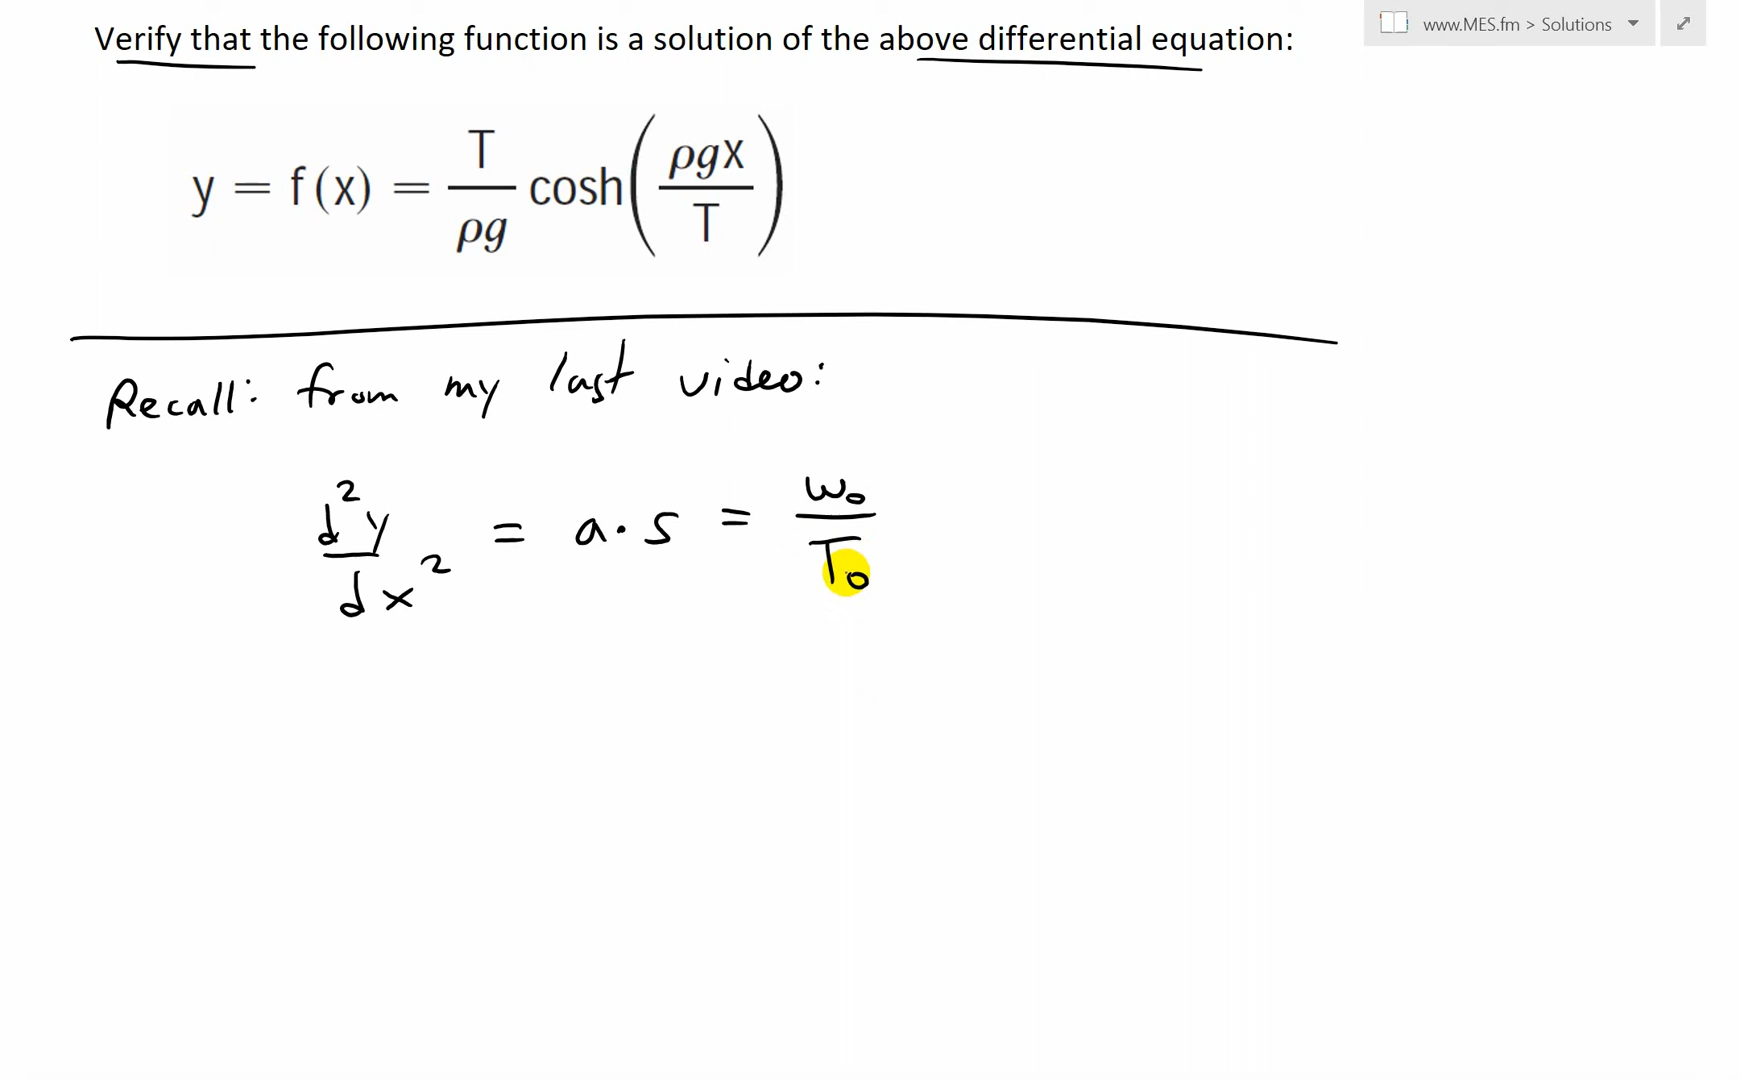 Verify that the following function is a solution of the above differential equation:
www.MES.fm > Solutions
y = f(x) = T/ρg cosh(ρgx/T)
Recall: from my last video:
d²y/dx² = a·s = w₀/T₀